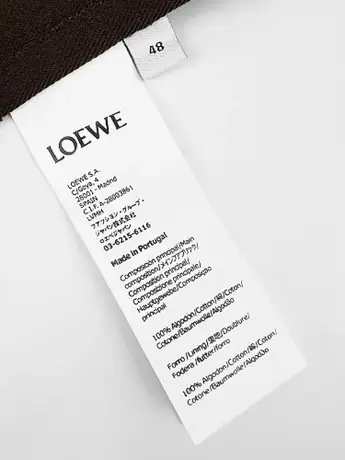 48
LOEWE
LOEWE S.A.
C/Goya, 4
28001 - Madrid
SPAIN
C.I.F. A-28003861
LVMH
ファッション・グループ・
ジャパン株式会社
ロエベジャパン
03-6215-6116
Made in Portugal
Composición principal/Main
composition/メインファブリック/
Composición principal/
Composizione principale/
Hauptgewebe/Composição
principal
100% Algodon/Cotton/綿/Coton/
Cotone/Baumwolle/Algodão
Forro/Lining/裏地/Doublure/
Fodera/futter/forro
100% Algodon/Cotton/綿/Coton/
Cotone/Baumwolle/Algodão